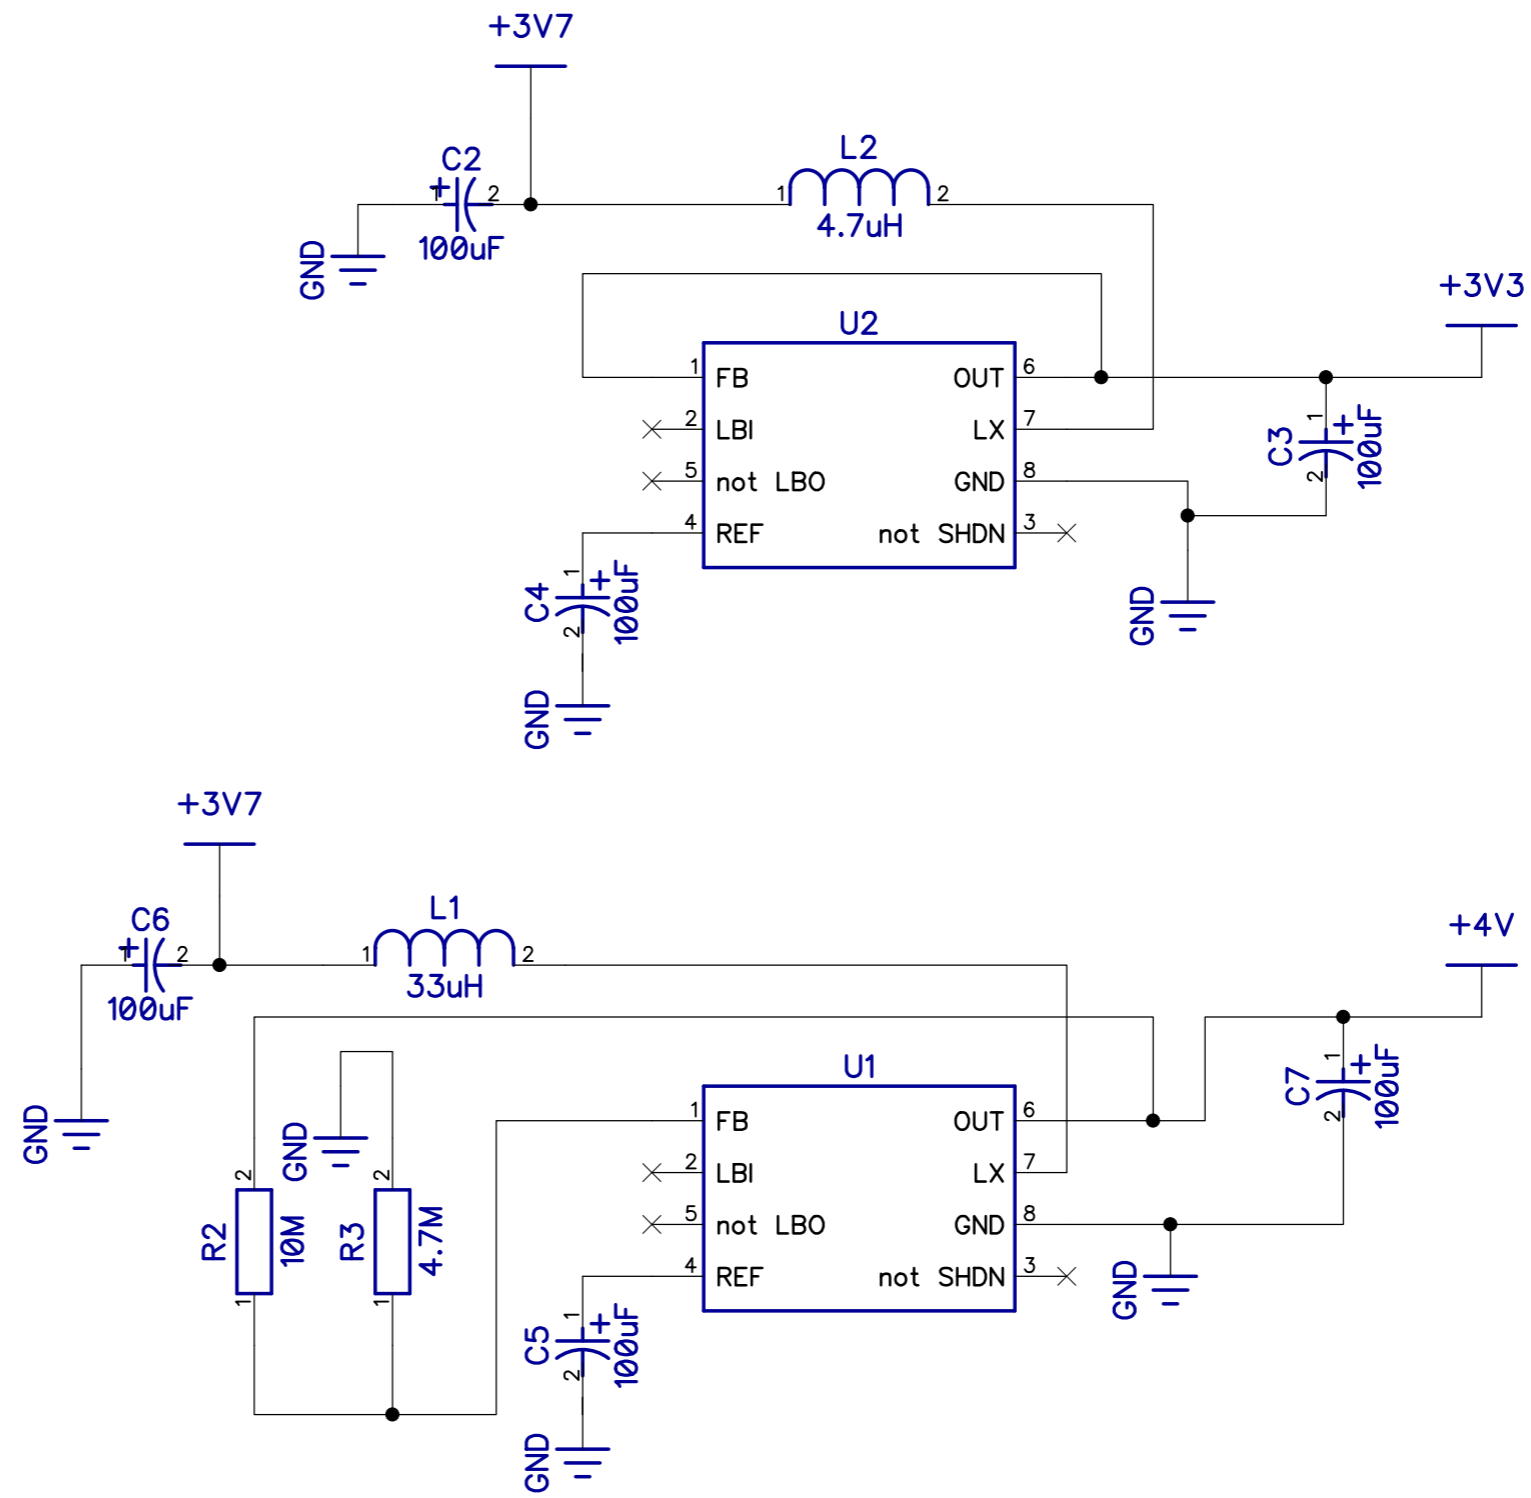 +3V7
C2
+
1
2
100uF
GND
L2
1
2
4.7uH
+3V3
U2
1
FB
OUT
6
2
LBI
LX
7
5
not LBO
GND
8
4
REF
not SHDN
3
C3
1
+
2
100uF
GND
C4
1
+
2
100uF
GND
+3V7
C6
+
1
2
100uF
GND
L1
1
2
33uH
+4V
U1
1
FB
OUT
6
2
LBI
LX
7
5
not LBO
GND
8
4
REF
not SHDN
3
C7
1
+
2
100uF
GND
GND
R2
2
1
10M
R3
2
1
4.7M
C5
1
+
2
100uF
GND